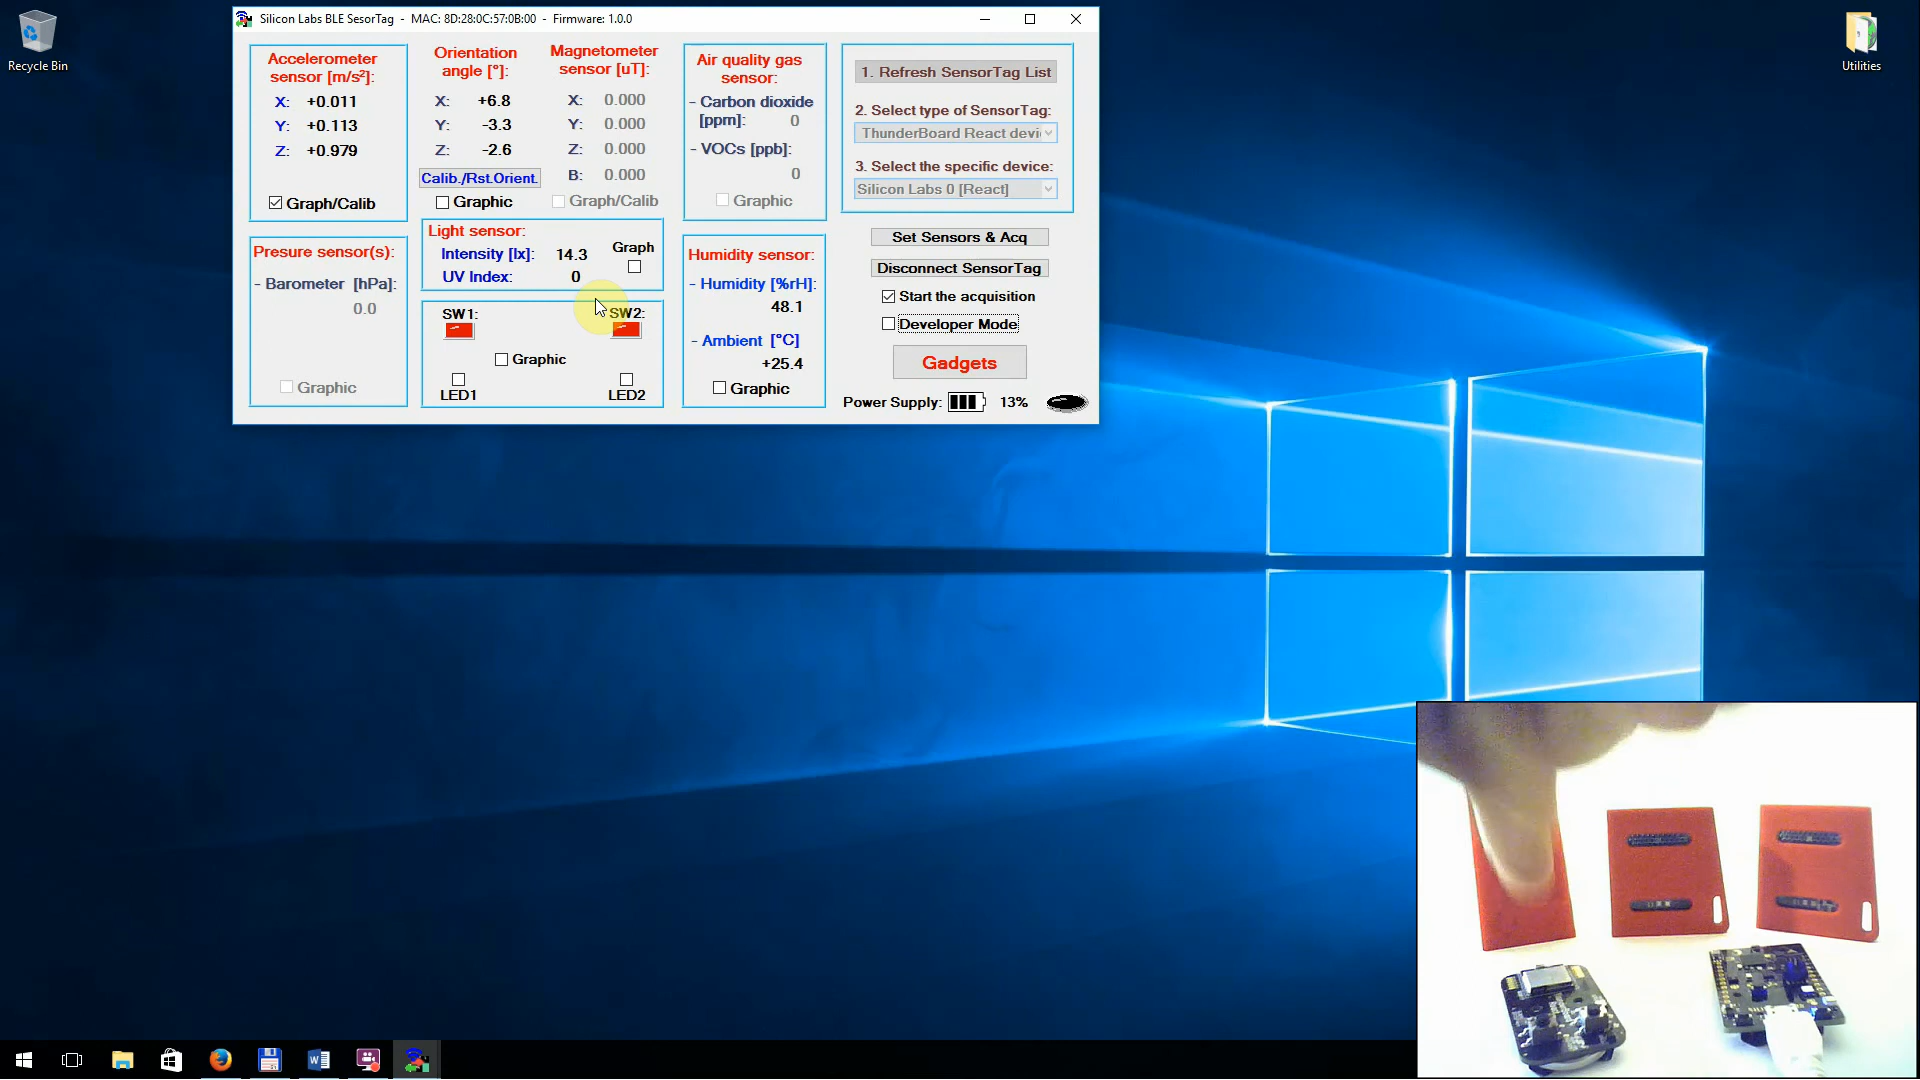 Recycle Bin
Utilities
Silicon Labs BLE SesorTag - MAC: 8D:28:0C:57:0B:00 - Firmware: 1.0.0
Accelerometer
sensor [m/s²]:
X: +0.011
Y: +0.113
Z: +0.979
Graph/Calib
Orientation
angle [°]:
X: +6.8
Y: -3.3
Z: -2.6
Calib./Rst.Orient.
Graphic
Magnetometer
sensor [uT]:
X: 0.000
Y: 0.000
Z: 0.000
B: 0.000
Graph/Calib
Air quality gas
sensor:
- Carbon dioxide
[ppm]: 0
- VOCs [ppb]:
0
Graphic
1. Refresh SensorTag List
2. Select type of SensorTag:
ThunderBoard React devi
3. Select the specific device:
Silicon Labs 0 [React]
Presure sensor(s):
- Barometer [hPa]:
0.0
Graphic
Light sensor:
Intensity [lx]: 14.3
UV Index: 0
Graph
SW1:
SW2:
Graphic
LED1
LED2
Humidity sensor:
- Humidity [%rH]:
48.1
- Ambient [°C]
+25.4
Graphic
Set Sensors & Acq
Disconnect SensorTag
Start the acquisition
Developer Mode
Gadgets
Power Supply: 13%